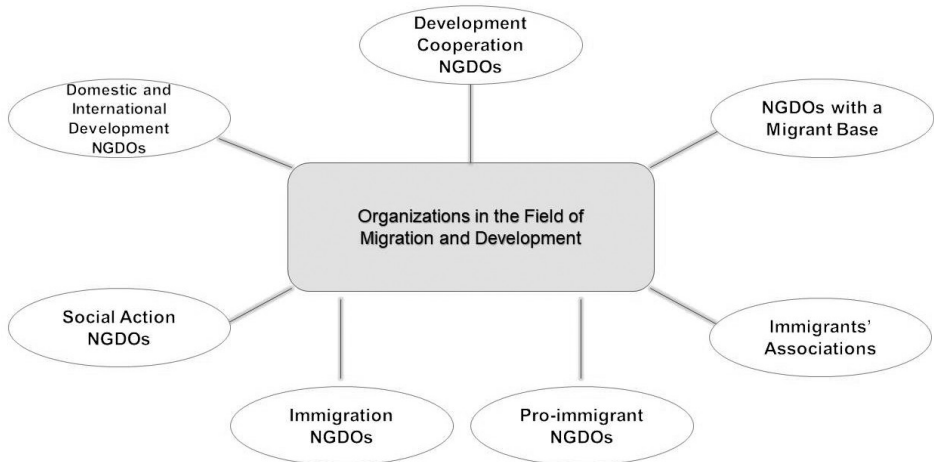 Development
Cooperation
NGDOs
Domestic and
International
Development
NGDOs
NGDOs with a
Migrant Base
Organizations in the Field of
Migration and Development
Social Action
NGDOs
Immigrants’
Associations
Immigration
NGDOs
Pro-immigrant
NGDOs